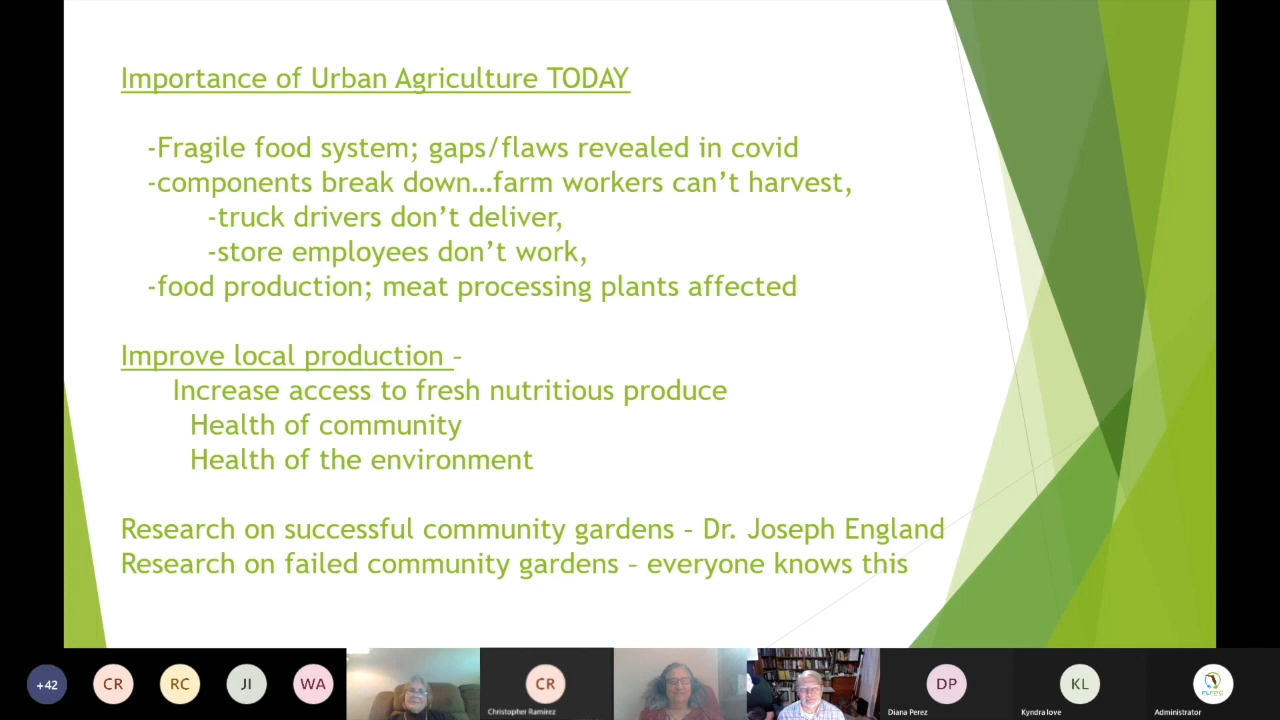 Importance of Urban Agriculture TODAY
-Fragile food system; gaps/flaws revealed in covid
-components break down…farm workers can’t harvest,
-truck drivers don’t deliver,
-store employees don’t work,
-food production; meat processing plants affected
Improve local production –
Increase access to fresh nutritious produce
Health of community
Health of the environment
Research on successful community gardens – Dr. Joseph England
Research on failed community gardens – everyone knows this
+42
CR
RC
JI
WA
CR
Christopher Ramirez
DP
Diana Perez
KL
Kyndra love
FLFPC
Administrator